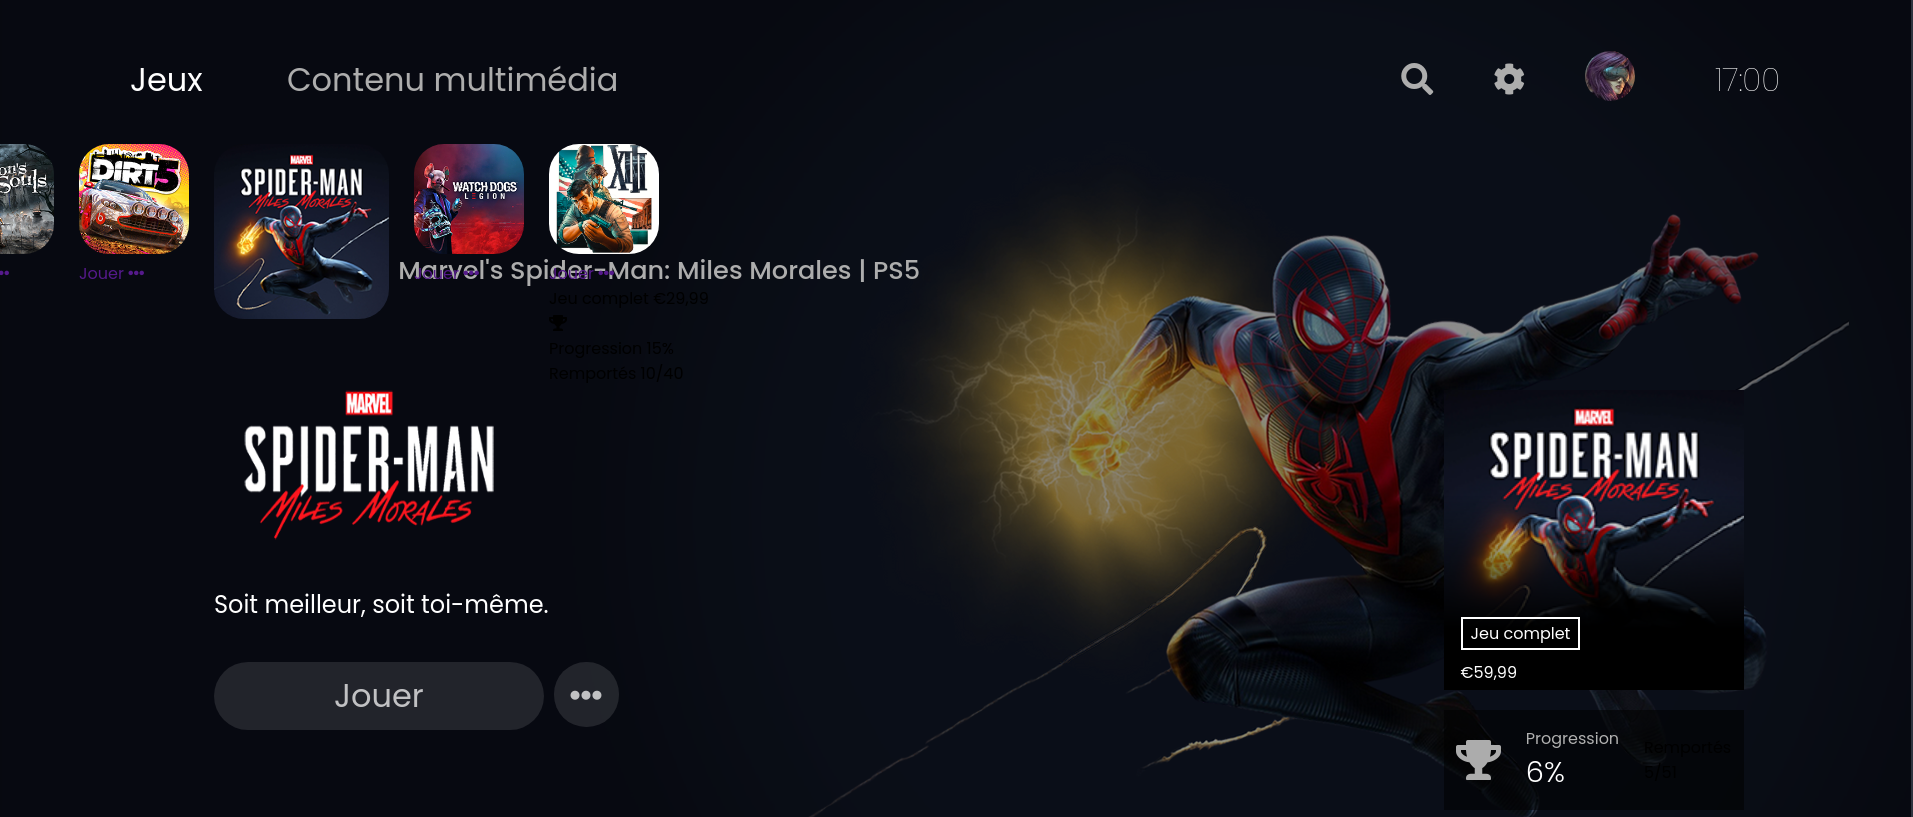 Jeux
Contenu multimédia
17:00
on's
Souls
DIRT 5
MARVEL
SPIDER-MAN
MILES MORALES
WATCH DOGS
LEGION
XIII
Jouer •••
Jouer •••
Jouer •••
Marvel's Spider-Man: Miles Morales | PS5
Jeu complet €29,99
Progression 15%
Remportés 10/40
MARVEL
SPIDER-MAN
MILES MORALES
Soit meilleur, soit toi-même.
Jouer •••
MARVEL
SPIDER-MAN
MILES MORALES
Jeu complet
€59,99
Progression
6%
Remportés